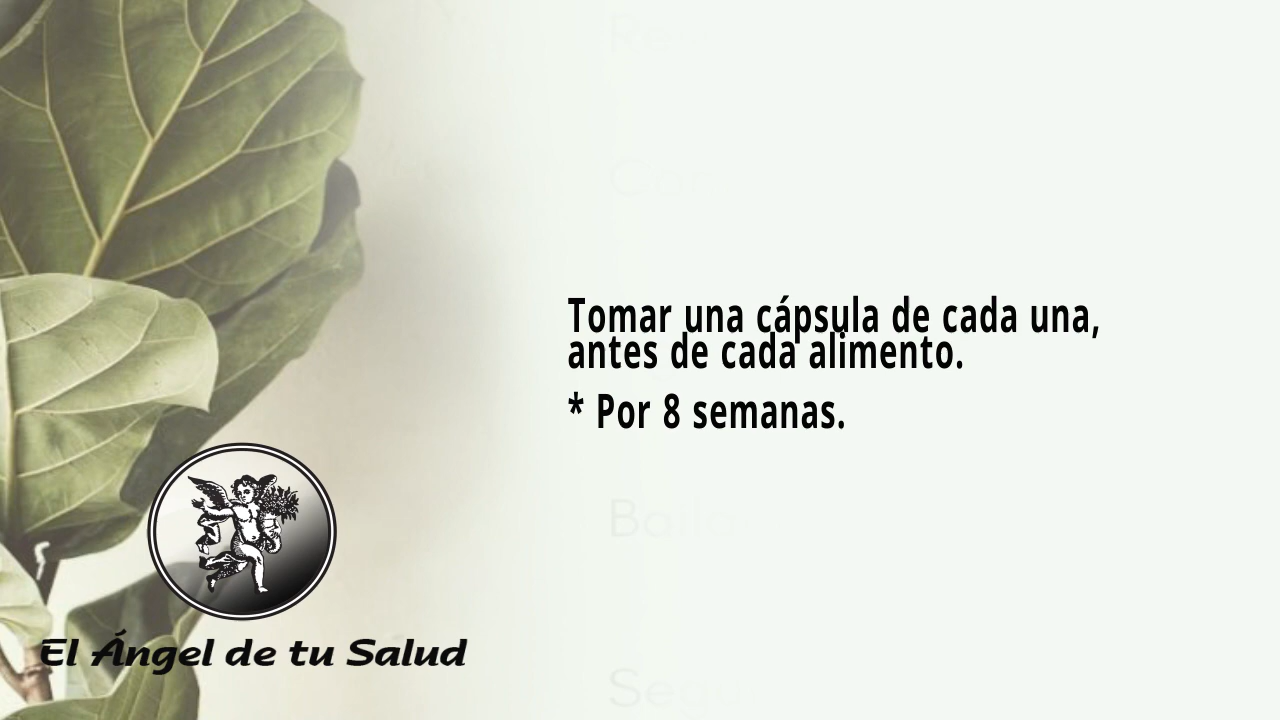 Tomar una cápsula de cada una,
antes de cada alimento.
* Por 8 semanas.
El Ángel de tu Salud